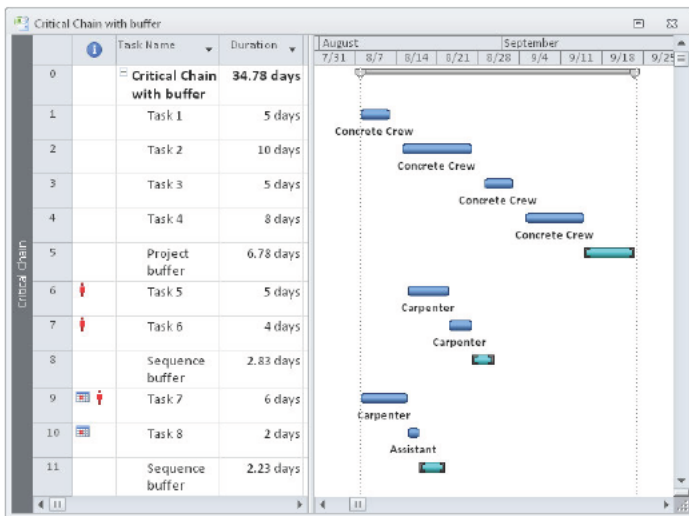 Critical Chain with buffer
Task Name Duration August September
7/31 8/7 8/14 8/21 8/28 9/4 9/11 9/18 9/25
0 Critical Chain 34.78 days
with buffer
1 Task 1 5 days
Concrete Crew
2 Task 2 10 days
Concrete Crew
3 Task 3 5 days
Concrete Crew
4 Task 4 8 days
Concrete Crew
5 Project 6.78 days
buffer
6 Task 5 5 days
Carpenter
7 Task 6 4 days
Carpenter
8 Sequence 2.83 days
buffer
9 Task 7 6 days
Carpenter
10 Task 8 2 days
Assistant
11 Sequence 2.23 days
buffer
Critical Chain